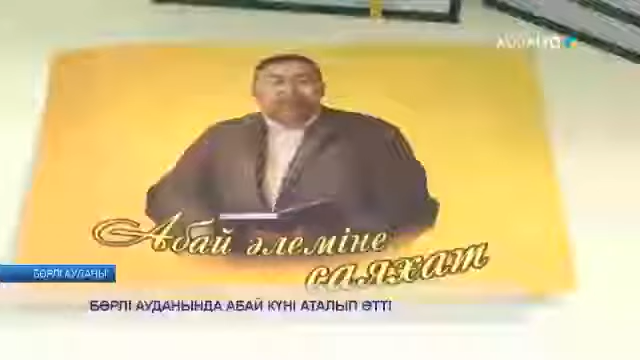 Абай әлеміне
саяхат
БӨРЛІ АУДАНЫ
БӨРЛІ АУДАНЫНДА АБАЙ КҮНІ АТАЛЫП ӨТТІ